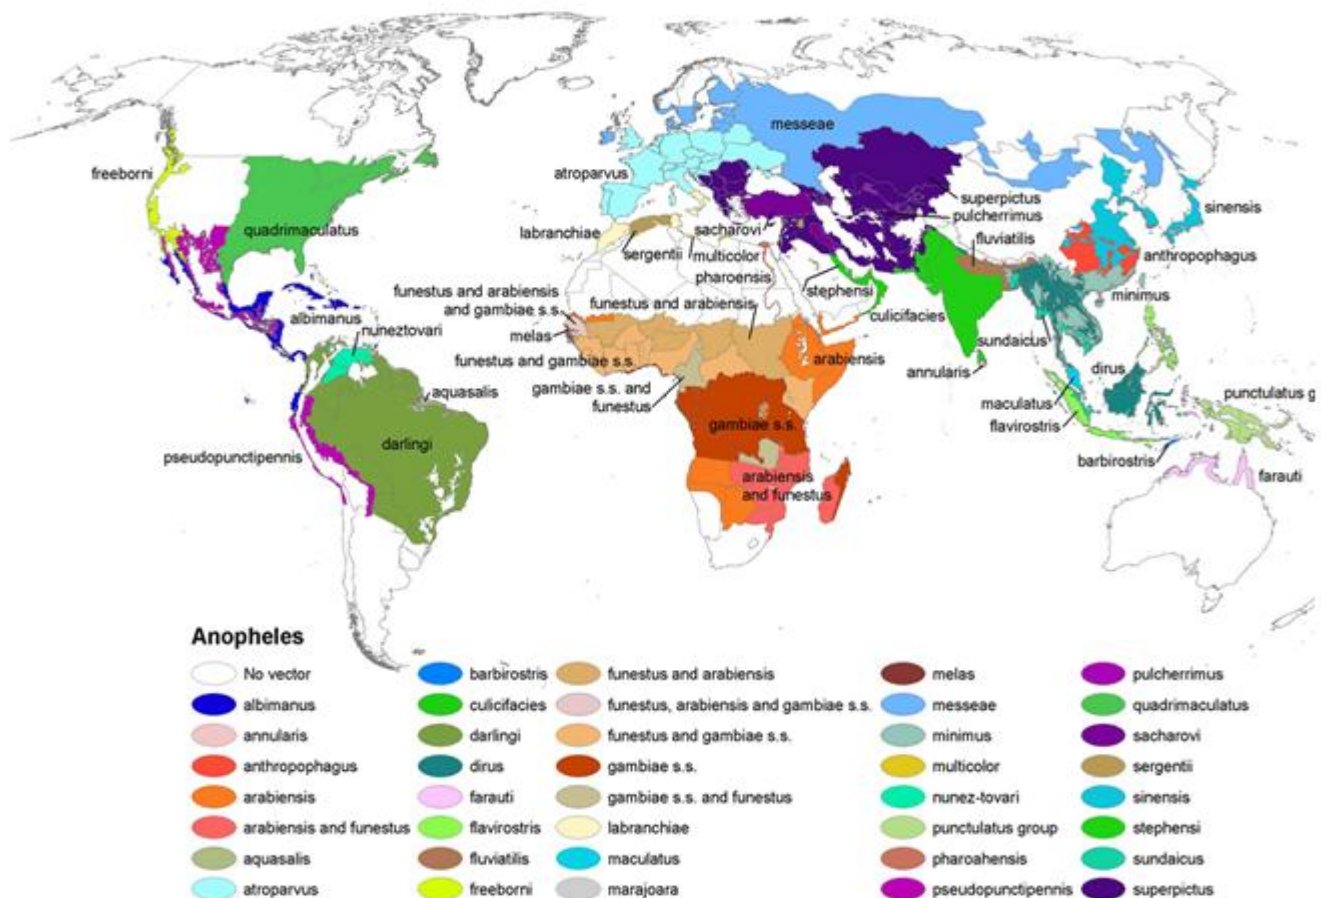 messeae
freeborni
atroparvus
superpictus
pulcherrimus
sinensis
quadrimaculatus
labranchiae
sacharovi
fluviatilis
sergentii
multicolor
anthropophagus
pharoensis
stephensi
minimus
funestus and arabiensis
and gambiae s.s.
funestus and arabiensis
albimanus
nuneztovari
culicifacies
melas
sundaicus
funestus and gambiae s.s.
arabiensis
annularis
dirus
gambiae s.s. and
funestus
aquasalis
maculatus
punctulatus g
gambiae s.s.
flavirostris
darlingi
pseudopunctipennis
barbirostris
arabiensis
and funestus
farauti
Anopheles
No vector
albimanus
annularis
anthropophagus
arabiensis
arabiensis and funestus
aquasalis
atroparvus
barbirostris
culicifacies
darlingi
dirus
farauti
flavirostris
fluviatilis
freeborni
funestus and arabiensis
funestus, arabiensis and gambiae s.s.
funestus and gambiae s.s.
gambiae s.s.
gambiae s.s. and funestus
labranchiae
maculatus
marajoara
melas
messeae
minimus
multicolor
nunez-tovari
punctulatus group
pharoahensis
pseudopunctipennis
pulcherrimus
quadrimaculatus
sacharovi
sergentii
sinensis
stephensi
sundaicus
superpictus